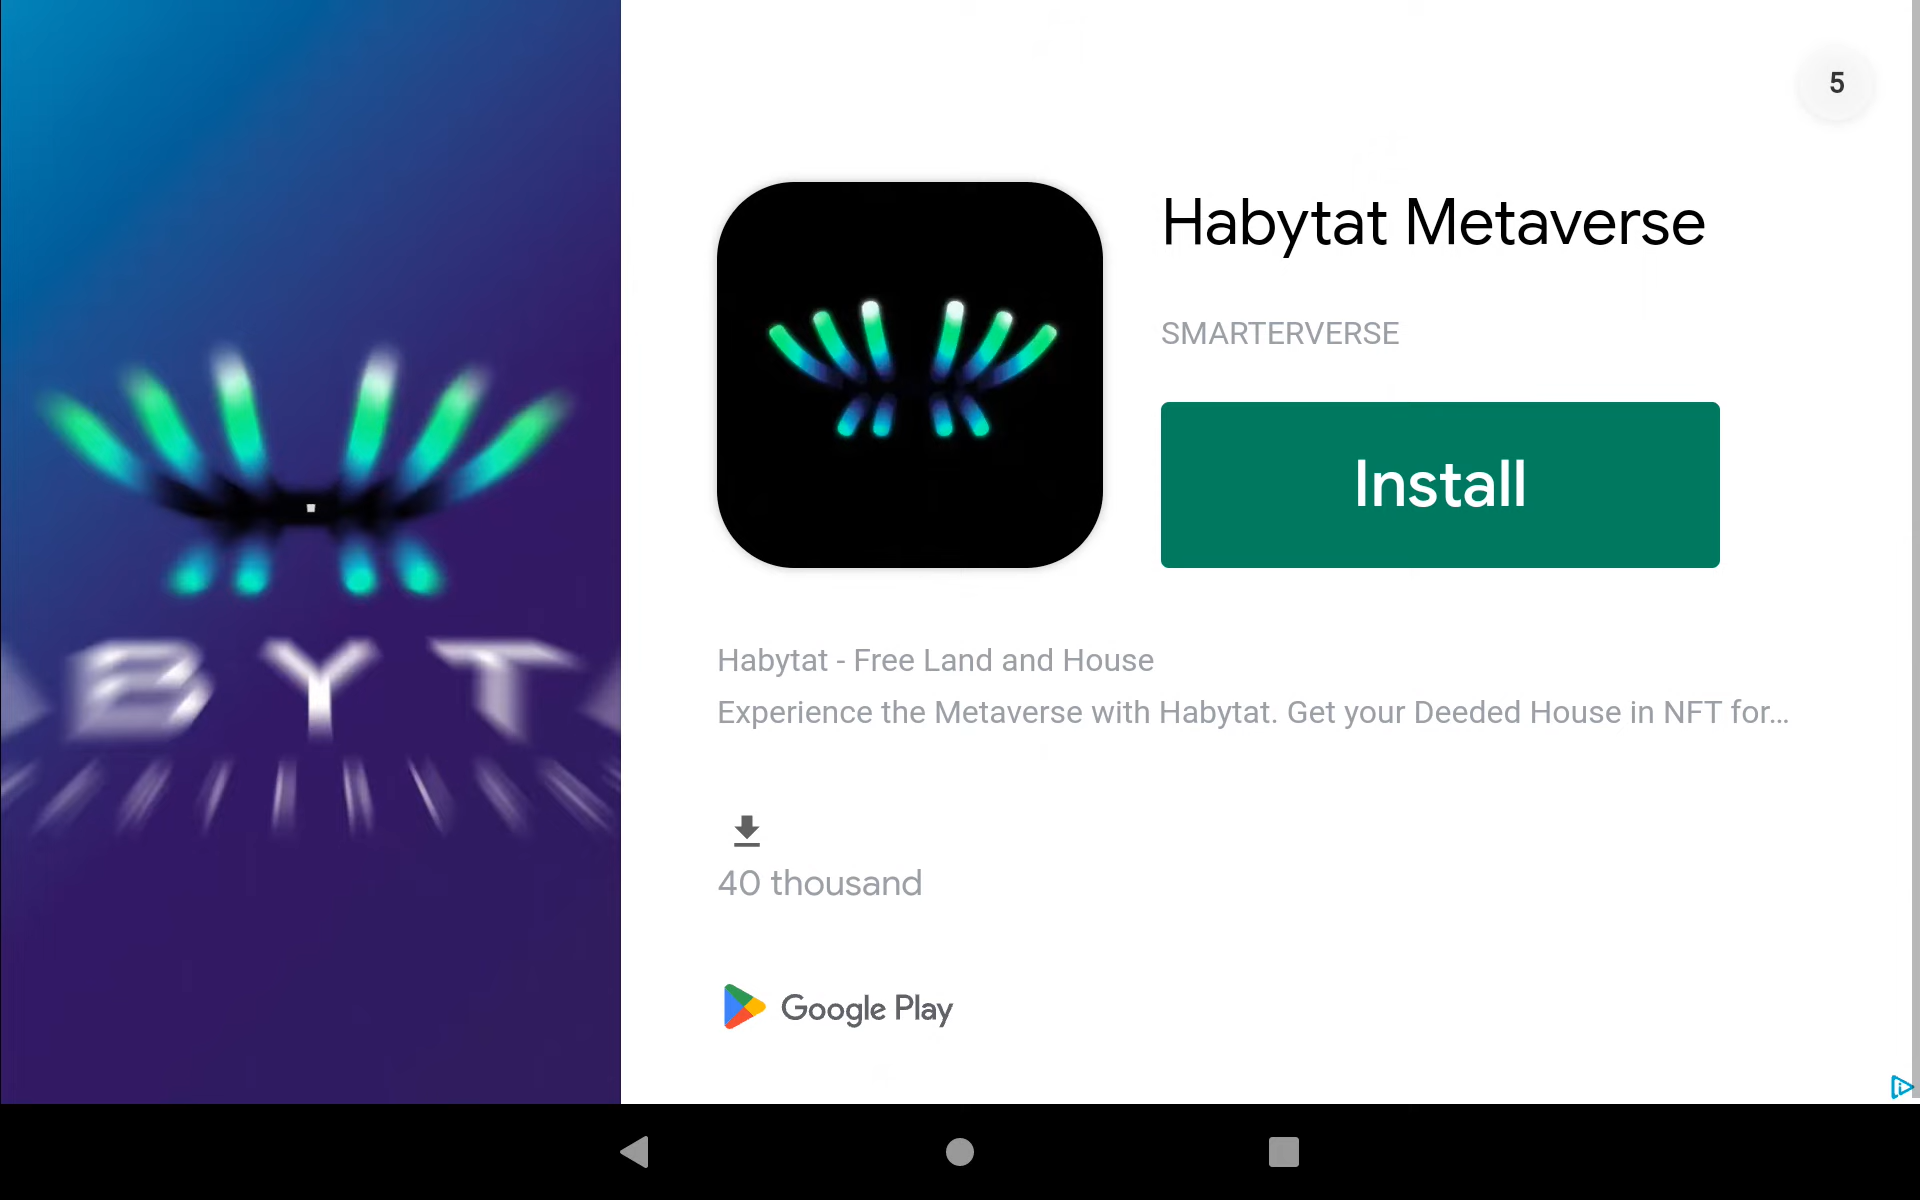 5
Habytat Metaverse
SMARTERVERSE
Install
Habytat - Free Land and House
Experience the Metaverse with Habytat. Get your Deeded House in NFT for...
40 thousand
Google Play
BYT